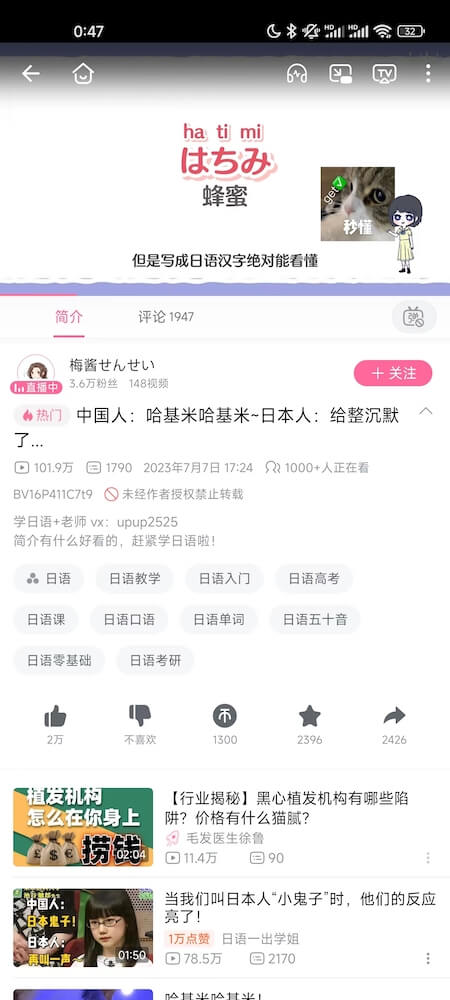 0:47
HD
HD
32
TV
ha ti mi
はちみ
蜂蜜
get
秒懂
但是写成日语汉字绝对能看懂
简介
评论 1947
弹
直播中
梅酱せんせい
3.6万粉丝 148视频
+ 关注
热门 中国人：哈基米哈基米~日本人：给整沉默
了...
101.9万 1790 2023年7月7日 17:24 1000+人正在看
BV16P411C7t9 未经作者授权禁止转载
学日语+老师 vx：upup2525
简介有什么好看的，赶紧学日语啦！
日语 日语教学 日语入门 日语高考
日语课 日语口语 日语单词 日语五十音
日语零基础 日语考研
2万 不喜欢 1300 2396 2426
植发机构
怎么在你身上
捞钱
£ $ €
02:04
【行业揭秘】黑心植发机构有哪些陷
阱？价格有什么猫腻？
毛发医生徐鲁
11.4万 90
中国人：
日本鬼子！
日本人：
再叫一声~
01:50
当我们叫日本人“小鬼子”时，他们的反应
亮了！
1万点赞 日语一出学姐
78.5万 2170
哈基米哈基米！